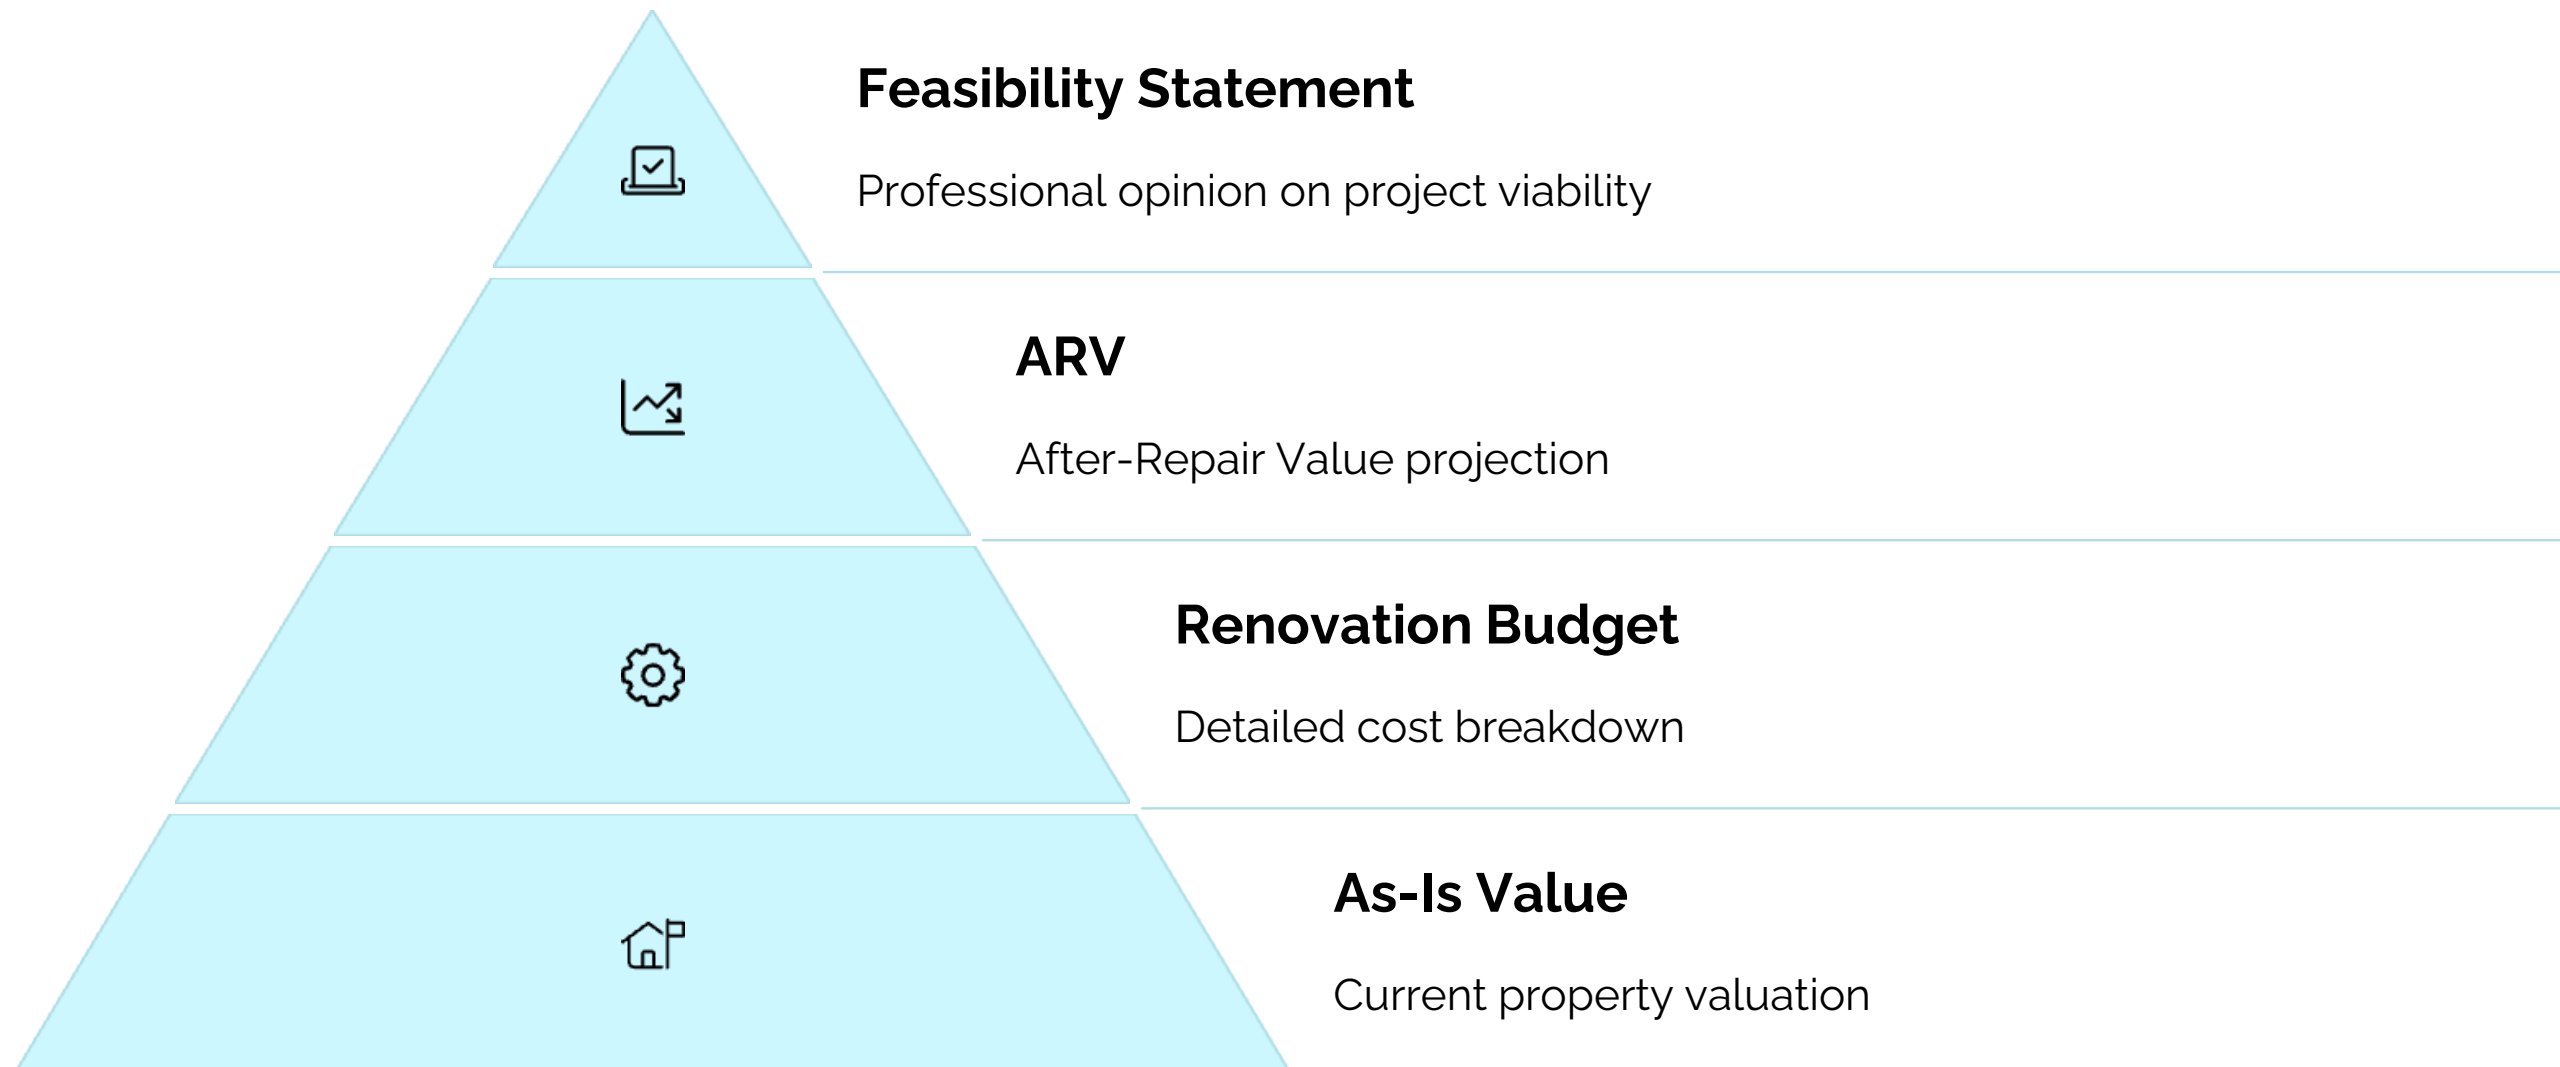 Feasibility Statement
Professional opinion on project viability
ARV
After-Repair Value projection
Renovation Budget
Detailed cost breakdown
As-Is Value
Current property valuation